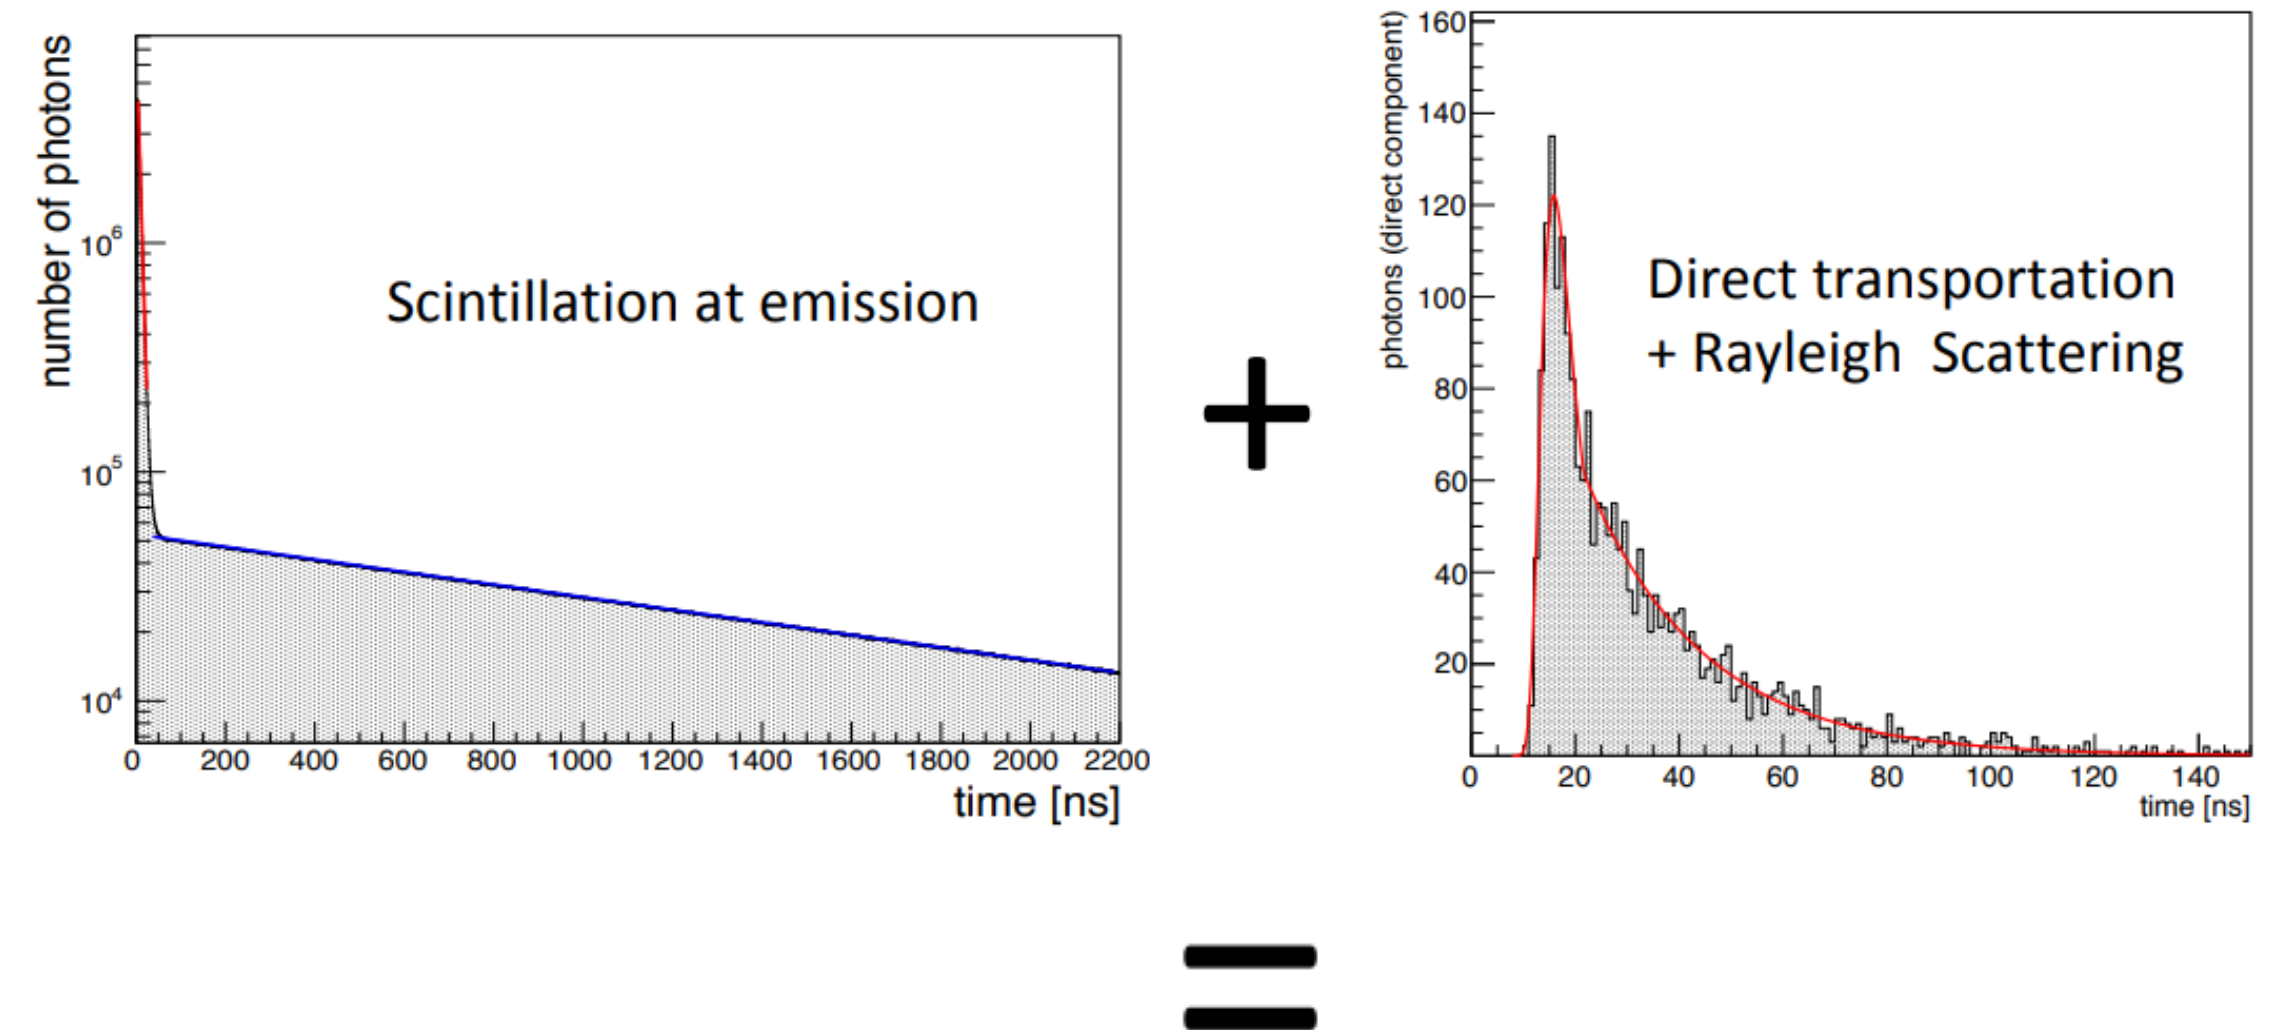 number of photons
10⁶
10⁵
10⁴
Scintillation at emission
0 200 400 600 800 1000 1200 1400 1600 1800 2000 2200
time [ns]
+
photons (direct component)
160
140
120
100
80
60
40
20
Direct transportation
+ Rayleigh Scattering
0 20 40 60 80 100 120 140
time [ns]
=